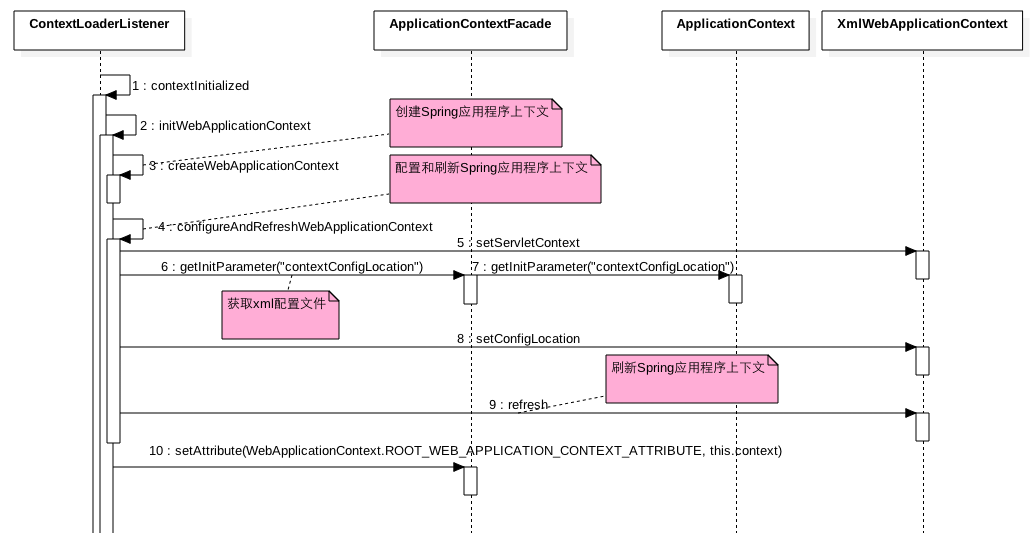 ContextLoaderListener
ApplicationContextFacade
ApplicationContext
XmlWebApplicationContext
1 : contextInitialized
创建Spring应用程序上下文
2 : initWebApplicationContext
3 : createWebApplicationContext
配置和刷新Spring应用程序上下文
4 : configureAndRefreshWebApplicationContext
5 : setServletContext
6 : getInitParameter("contextConfigLocation")
7 : getInitParameter("contextConfigLocation")
获取xml配置文件
8 : setConfigLocation
刷新Spring应用程序上下文
9 : refresh
10 : setAttribute(WebApplicationContext.ROOT_WEB_APPLICATION_CONTEXT_ATTRIBUTE, this.context)